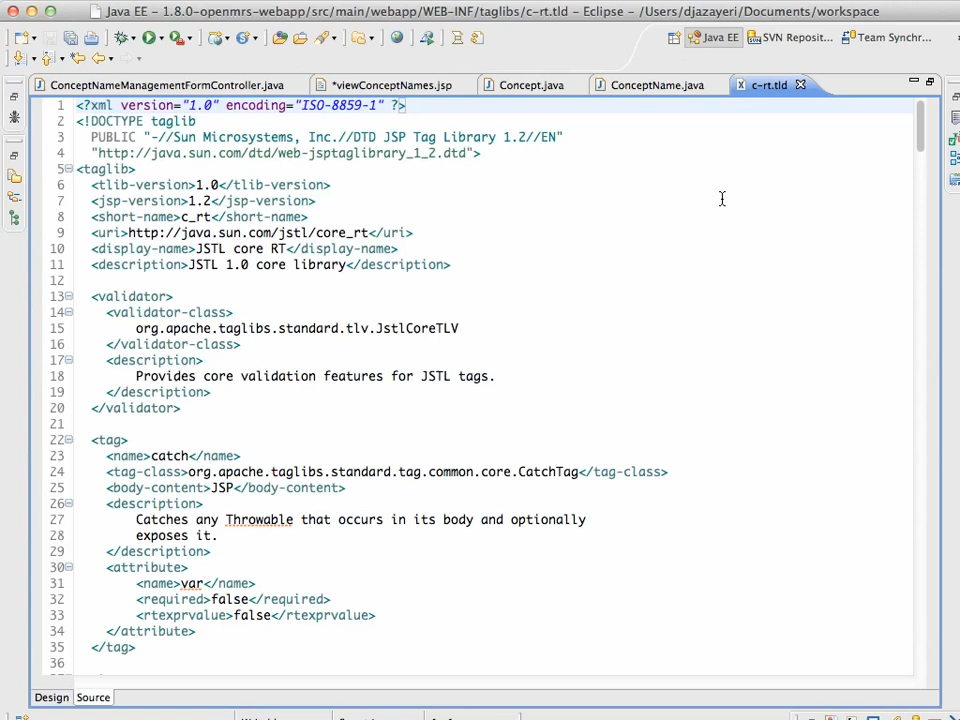 Java EE - 1.8.0-openmrs-webapp/src/main/webapp/WEB-INF/taglibs/c-rt.tld - Eclipse - /Users/djazayeri/Documents/workspace
Java EE SVN Reposit... Team Synchr...
ConceptNameManagementFormController.java *viewConceptNames.jsp Concept.java ConceptName.java c-rt.tld
1 <?xml version="1.0" encoding="ISO-8859-1" ?>
2 <!DOCTYPE taglib
3 PUBLIC "-//Sun Microsystems, Inc.//DTD JSP Tag Library 1.2//EN"
4 "http://java.sun.com/dtd/web-jsptaglibrary_1_2.dtd">
5 <taglib>
6 <tlib-version>1.0</tlib-version>
7 <jsp-version>1.2</jsp-version>
8 <short-name>c_rt</short-name>
9 <uri>http://java.sun.com/jstl/core_rt</uri>
10 <display-name>JSTL core RT</display-name>
11 <description>JSTL 1.0 core library</description>
12
13 <validator>
14 <validator-class>
15 org.apache.taglibs.standard.tlv.JstlCoreTLV
16 </validator-class>
17 <description>
18 Provides core validation features for JSTL tags.
19 </description>
20 </validator>
21
22 <tag>
23 <name>catch</name>
24 <tag-class>org.apache.taglibs.standard.tag.common.core.CatchTag</tag-class>
25 <body-content>JSP</body-content>
26 <description>
27 Catches any Throwable that occurs in its body and optionally
28 exposes it.
29 </description>
30 <attribute>
31 <name>var</name>
32 <required>false</required>
33 <rtexprvalue>false</rtexprvalue>
34 </attribute>
35 </tag>
36
Design Source